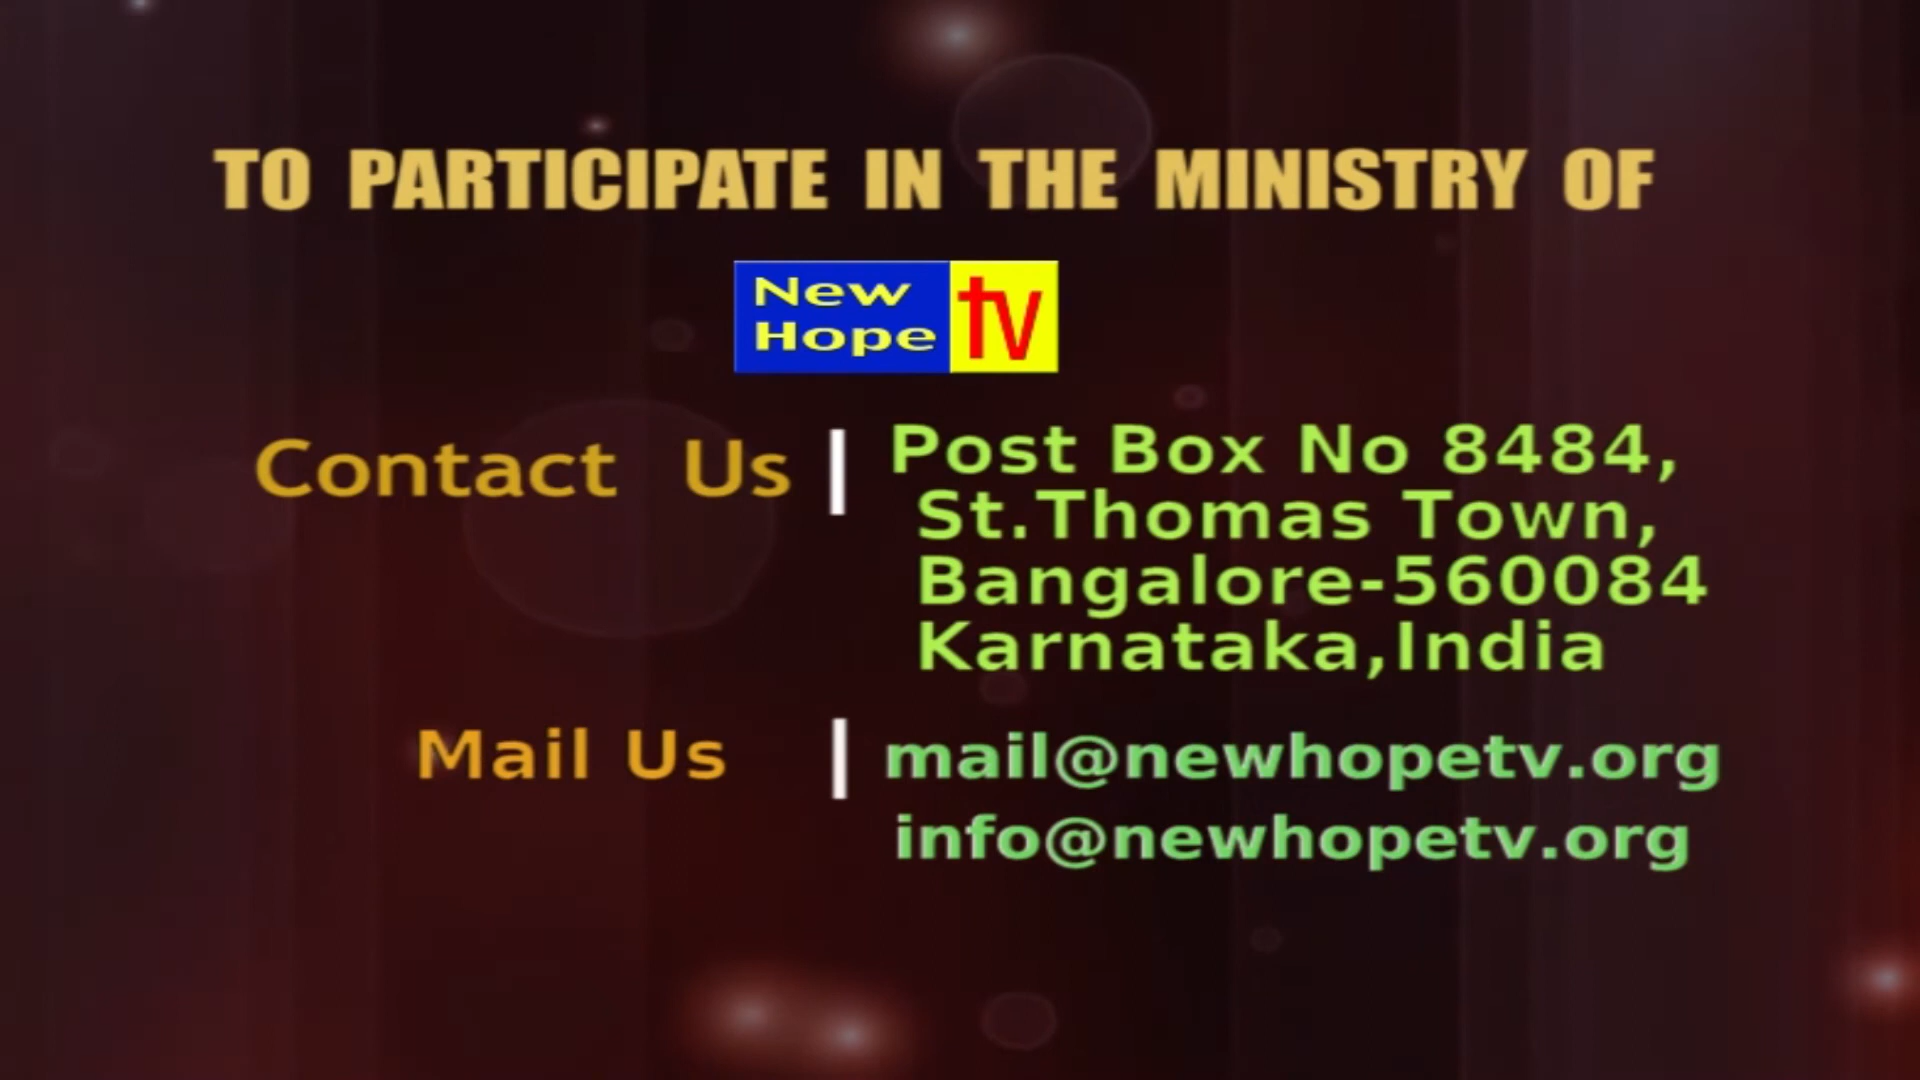 TO PARTICIPATE IN THE MINISTRY OF
New
Hope
tv
Contact Us
Post Box No 8484,
St.Thomas Town,
Bangalore-560084
Karnataka,India
Mail Us
mail@newhopetv.org
info@newhopetv.org